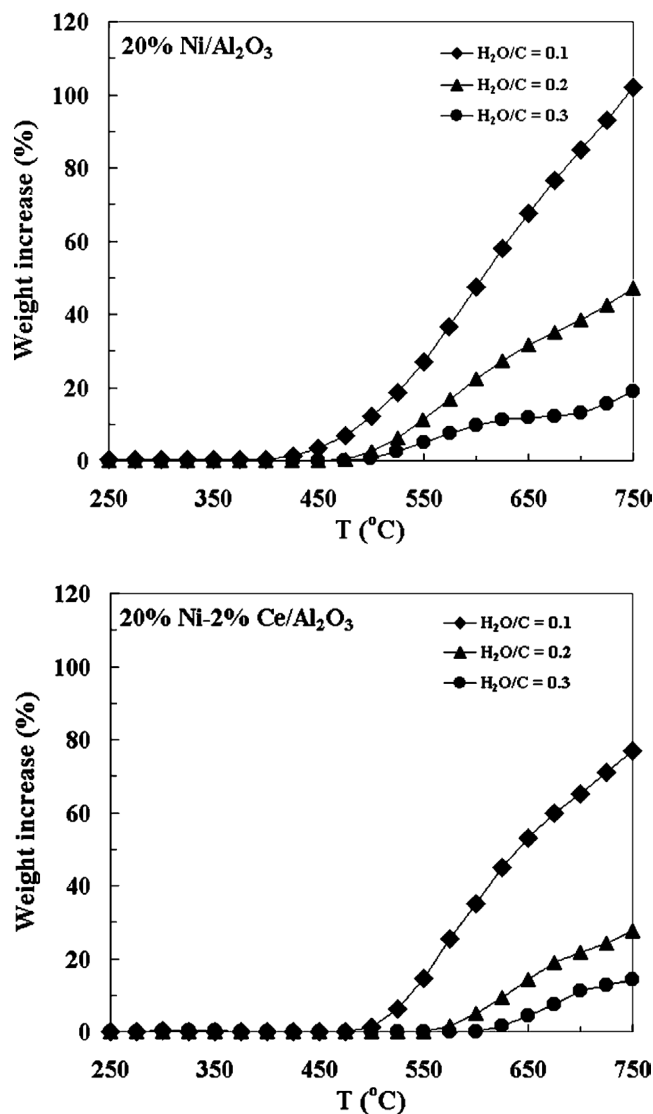 20% Ni/Al₂O₃
H₂O/C = 0.1
H₂O/C = 0.2
H₂O/C = 0.3
Weight increase (%)
120
100
80
60
40
20
0
250 350 450 550 650 750
T (°C)
20% Ni-2% Ce/Al₂O₃
H₂O/C = 0.1
H₂O/C = 0.2
H₂O/C = 0.3
Weight increase (%)
120
100
80
60
40
20
0
250 350 450 550 650 750
T (°C)